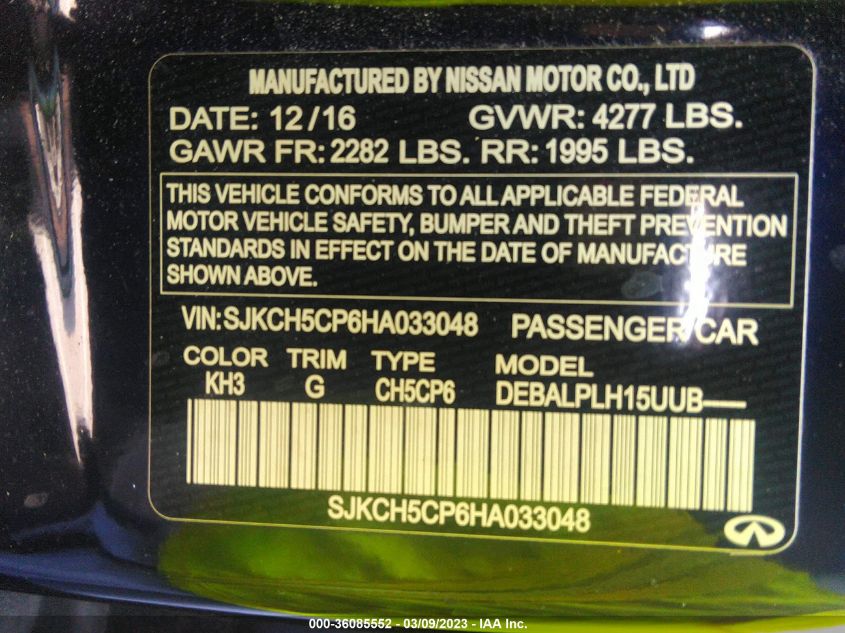 MANUFACTURED BY NISSAN MOTOR CO., LTD
DATE: 12/16 GVWR: 4277 LBS.
GAWR FR: 2282 LBS. RR: 1995 LBS.
THIS VEHICLE CONFORMS TO ALL APPLICABLE FEDERAL
MOTOR VEHICLE SAFETY, BUMPER AND THEFT PREVENTION
STANDARDS IN EFFECT ON THE DATE OF MANUFACTURE
SHOWN ABOVE.
VIN: SJKCH5CP6HA033048 PASSENGER CAR
COLOR TRIM TYPE MODEL
KH3 G CH5CP6 DEBALPLH15UUB——
SJKCH5CP6HA033048
000-36085552 - 03/09/2023 - IAA Inc.